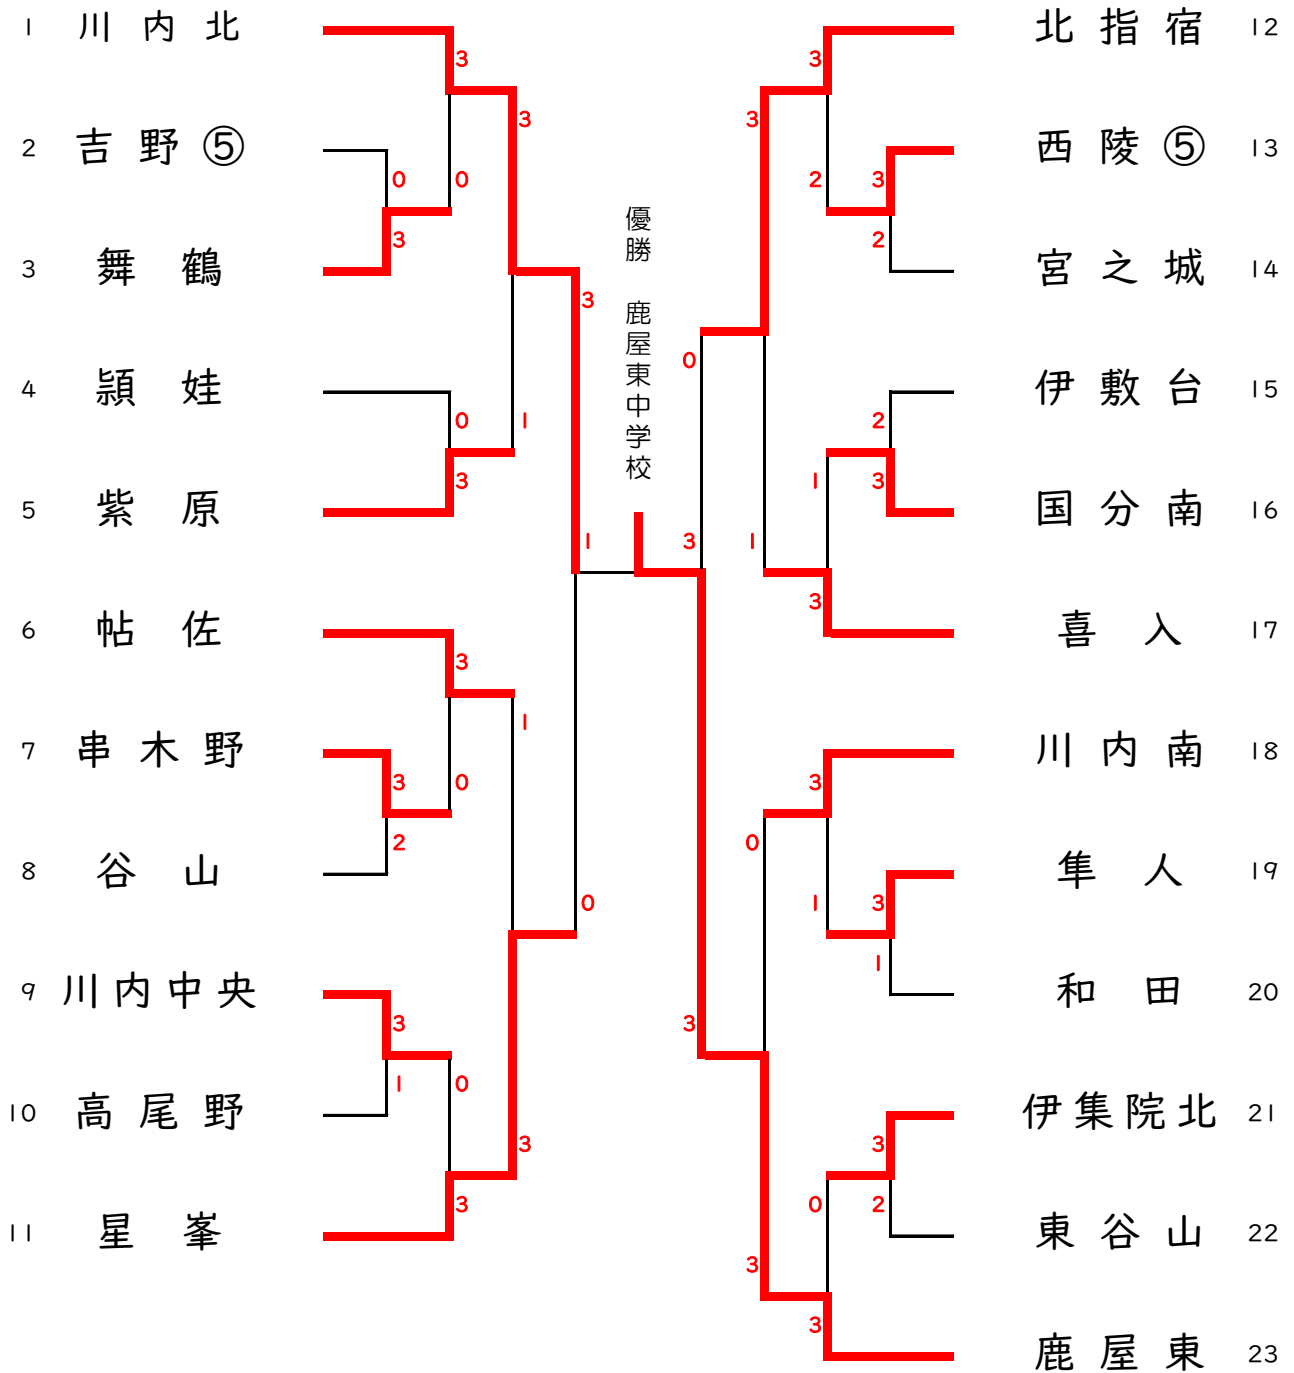 1 川内北
2 吉野⑤
3 舞鶴
4 頴娃
5 紫原
6 帖佐
7 串木野
8 谷山
9 川内中央
10 高尾野
11 星峯
3
0
0
3
3
0
3
1
3
3
3
0
2
1
3
1
0
3
3
0
1
優勝 鹿屋東中学校
3
0
3
3
3
2
3
2
2
3
1
3
1
3
3
1
1
0
3
2
0
3
3
北指宿 12
西陵⑤ 13
宮之城 14
伊敷台 15
国分南 16
喜入 17
川内南 18
隼人 19
和田 20
伊集院北 21
東谷山 22
鹿屋東 23